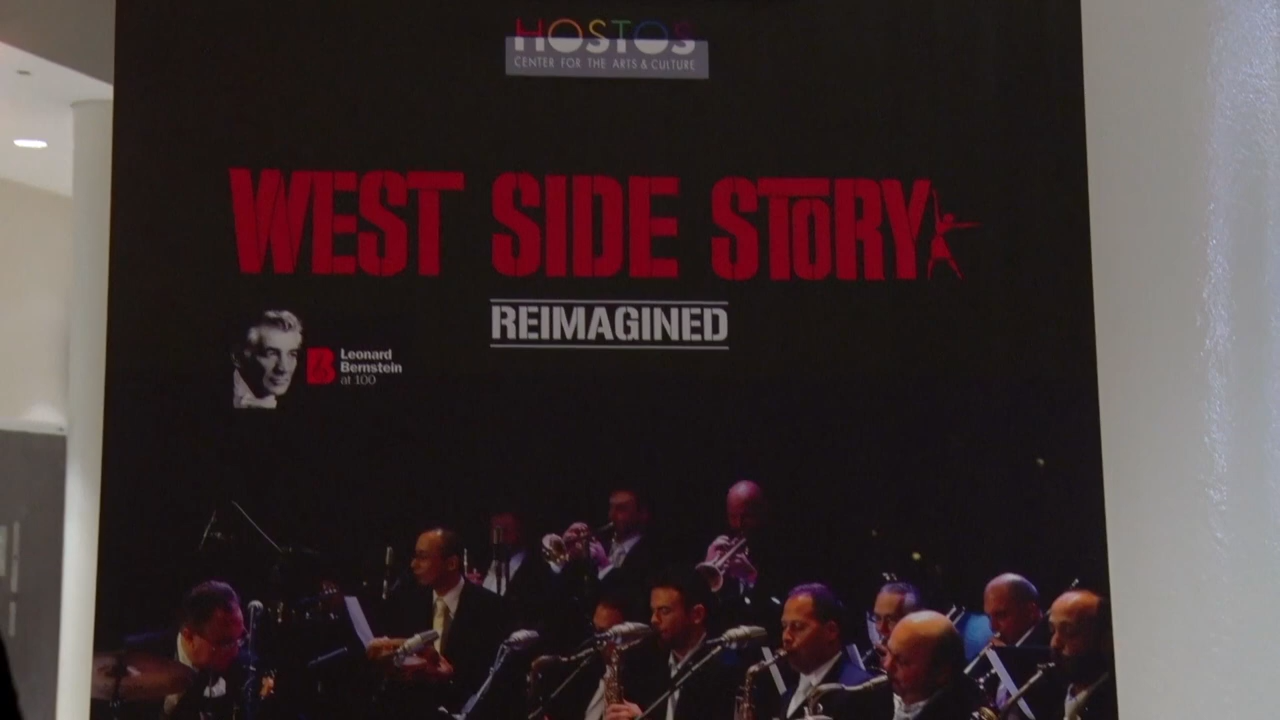 HOSTOS
CENTER FOR THE ARTS & CULTURE
WEST SIDE STORY
REIMAGINED
Leonard
Bernstein
at 100